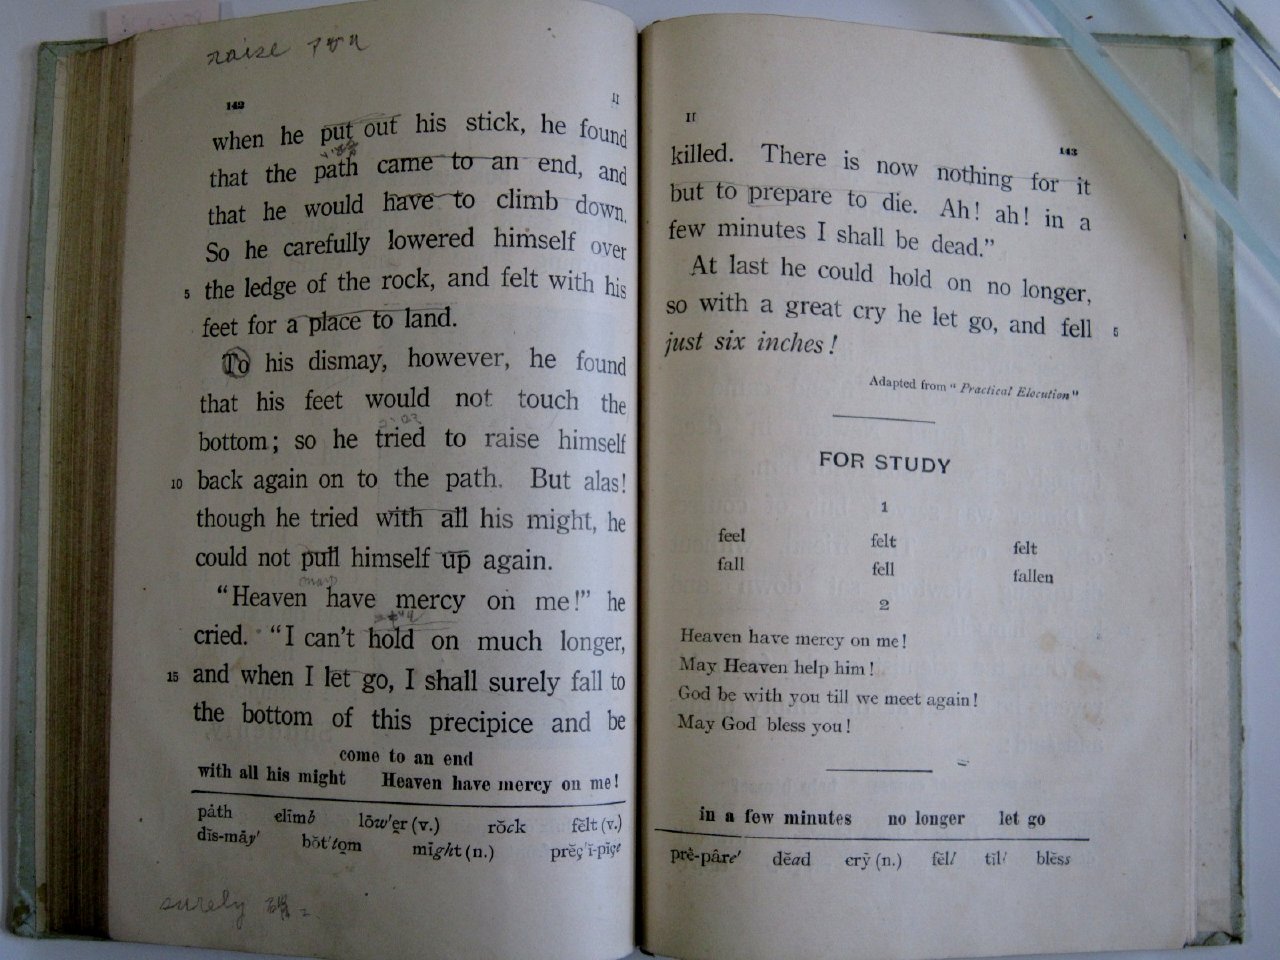 raise
142 II
when he put out his stick, he found
that the path came to an end, and
that he would have to climb down.
So he carefully lowered himself over
5 the ledge of the rock, and felt with his
feet for a place to land.
To his dismay, however, he found
that his feet would not touch the
bottom; so he tried to raise himself
10 back again on to the path. But alas!
though he tried with all his might, he
could not pull himself up again.
"Heaven have mercy on me!" he
cried. "I can't hold on much longer,
15 and when I let go, I shall surely fall to
the bottom of this precipice and be
come to an end
with all his might Heaven have mercy on me!
păth clīmb lōw'ẽr (v.) rŏck fĕlt (v.)
dĭs-māy' bŏt'tom mīght (n.) prĕç'ĭ-pĭçe
surely
II 143
killed. There is now nothing for it
but to prepare to die. Ah! ah! in a
few minutes I shall be dead."
At last he could hold on no longer,
so with a great cry he let go, and fell 5
just six inches!
Adapted from "Practical Elocution"
FOR STUDY
1
feel felt felt
fall fell fallen
2
Heaven have mercy on me!
May Heaven help him!
God be with you till we meet again!
May God bless you!
in a few minutes no longer let go
prē-pâre' dĕad crȳ (n.) fĕll tĭll blĕss